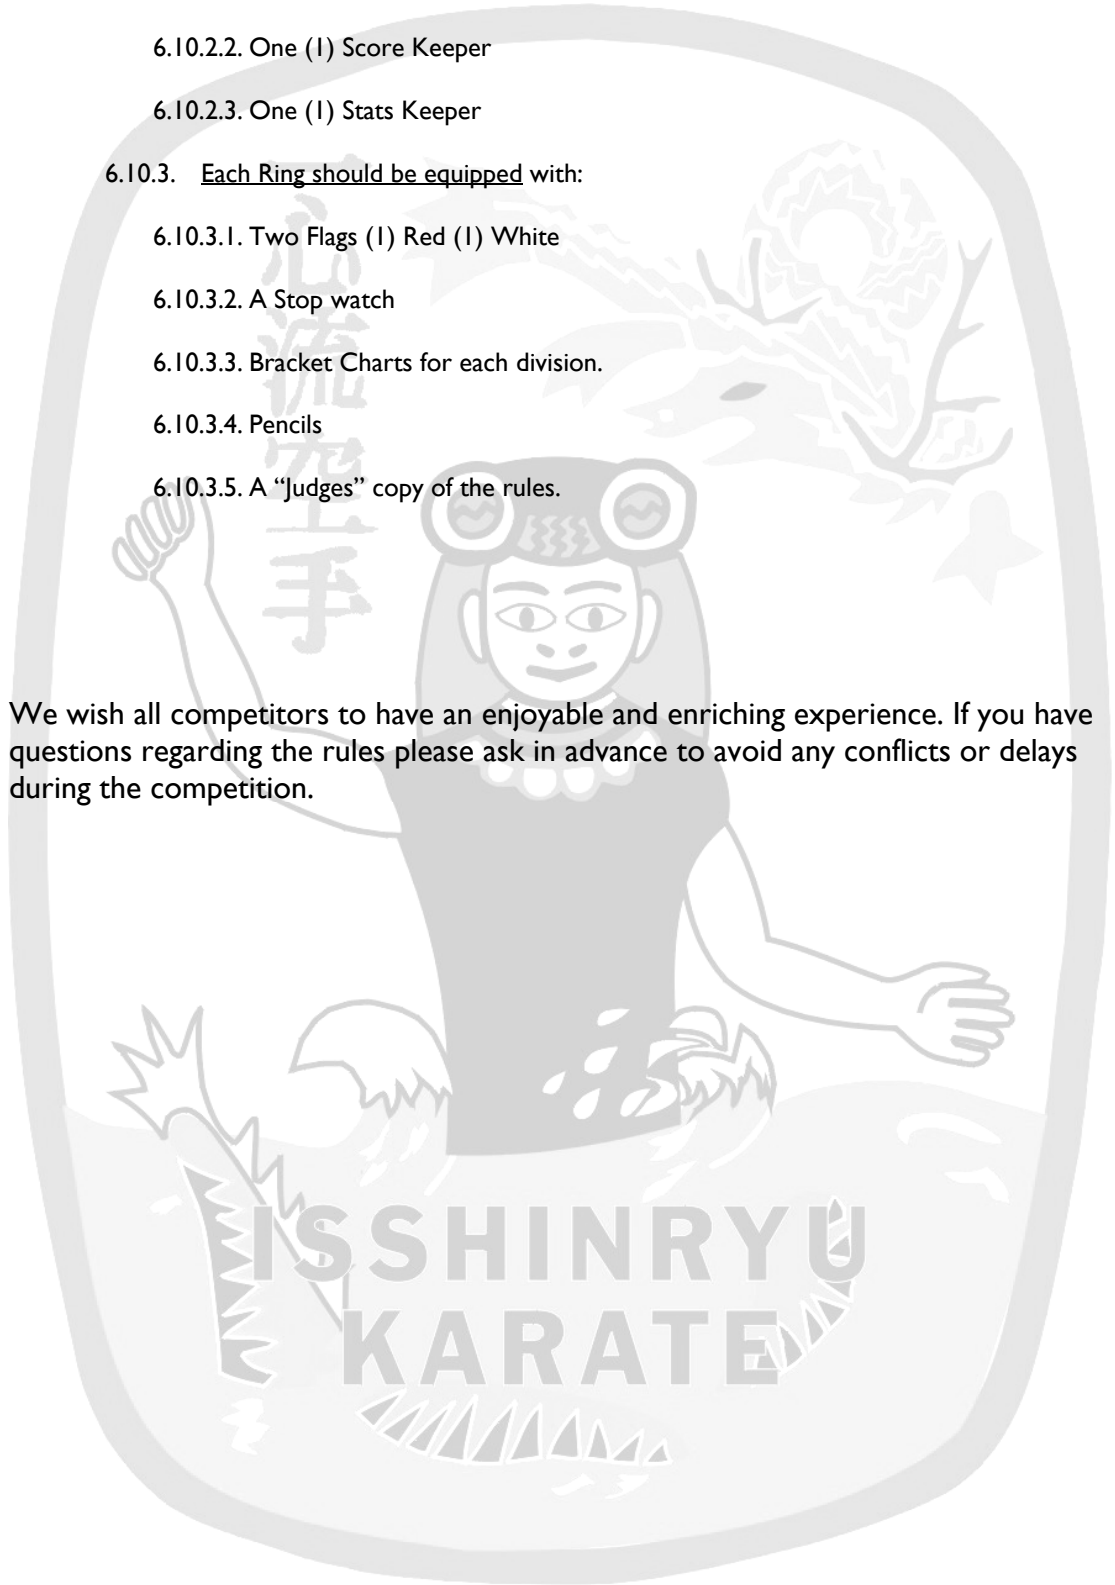 6.10.2.2. One (1) Score Keeper
6.10.2.3. One (1) Stats Keeper
6.10.3. Each Ring should be equipped with:
6.10.3.1. Two Flags (1) Red (1) White
6.10.3.2. A Stop watch
6.10.3.3. Bracket Charts for each division.
6.10.3.4. Pencils
6.10.3.5. A “Judges” copy of the rules.
一心流空手
We wish all competitors to have an enjoyable and enriching experience. If you have
questions regarding the rules please ask in advance to avoid any conflicts or delays
during the competition.
ISSHINRYU
KARATE